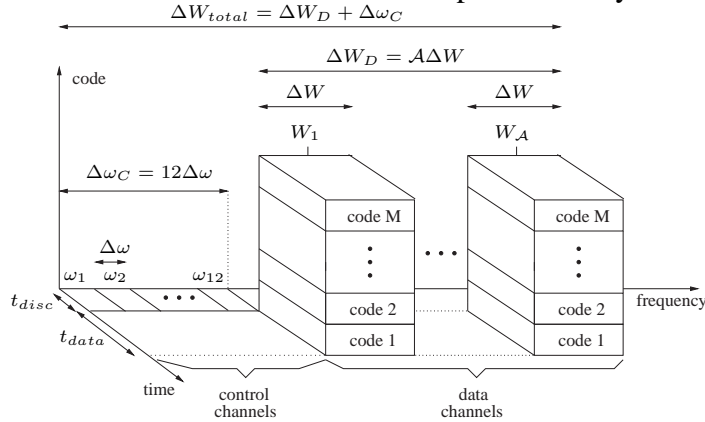 ΔW_total = ΔW_D + Δω_C
ΔW_D = 𝒜ΔW
code
ΔW
ΔW
W_1
W_𝒜
Δω_C = 12Δω
code M
code M
Δω
ω_1
ω_2
ω_12
t_disc
frequency
code 2
code 2
t_data
code 1
code 1
time
control
channels
data
channels